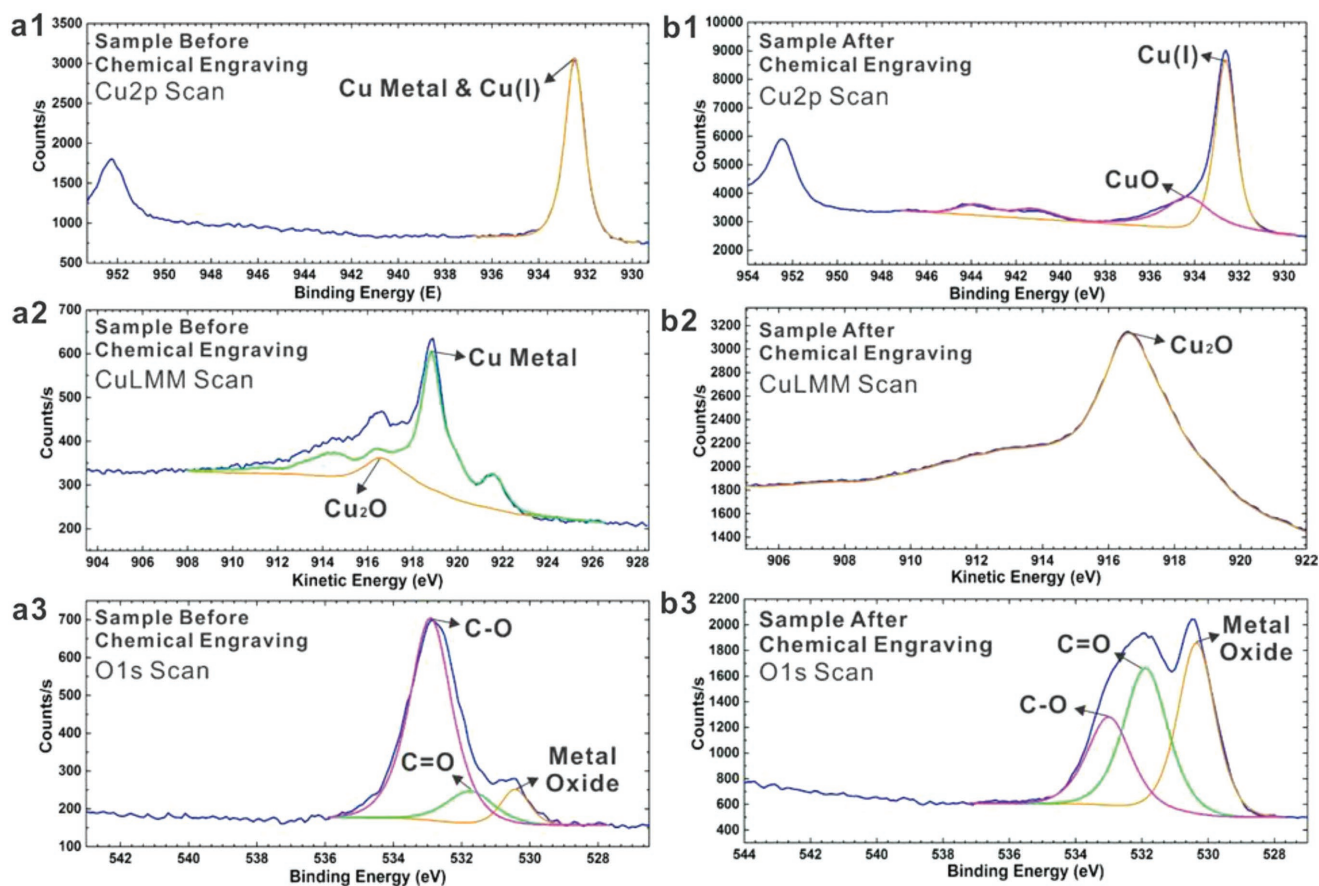 a1
Sample Before
Chemical Engraving
Cu2p Scan
Cu Metal & Cu(I)
Counts/s
3500
3000
2500
2000
1500
1000
500
952 950 948 946 944 942 940 938 936 934 932 930
Binding Energy (E)
b1
Sample After
Chemical Engraving
Cu2p Scan
Cu(I)
CuO
Counts/s
10000
9000
8000
7000
6000
5000
4000
3000
2000
954 952 950 948 946 944 942 940 938 936 934 932 930
Binding Energy (eV)
a2
Sample Before
Chemical Engraving
CuLMM Scan
Cu Metal
Cu₂O
Counts/s
700
600
500
400
300
200
904 906 908 910 912 914 916 918 920 922 924 926 928
Kinetic Energy (eV)
b2
Sample After
Chemical Engraving
CuLMM Scan
Cu₂O
Counts/s
3200
3000
2800
2600
2400
2200
2000
1800
1600
1400
906 908 910 912 914 916 918 920 922
Kinetic Energy (eV)
a3
Sample Before
Chemical Engraving
O1s Scan
C-O
C=O
Metal
Oxide
Counts/s
700
600
500
400
300
200
100
542 540 538 536 534 532 530 528
Binding Energy (eV)
b3
Sample After
Chemical Engraving
O1s Scan
C=O
C-O
Metal
Oxide
Counts/s
2200
2000
1800
1600
1400
1200
1000
800
600
400
544 542 540 538 536 534 532 530 528
Binding Energy (eV)